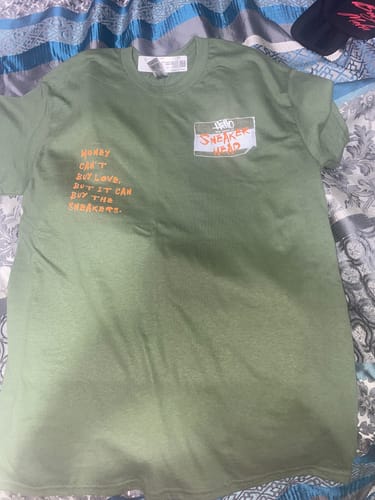 Hello
SNEAKER
HEAD
MONEY
CAN'T
BUY LOVE,
BUT IT CAN
BUY THE
SNEAKERS.